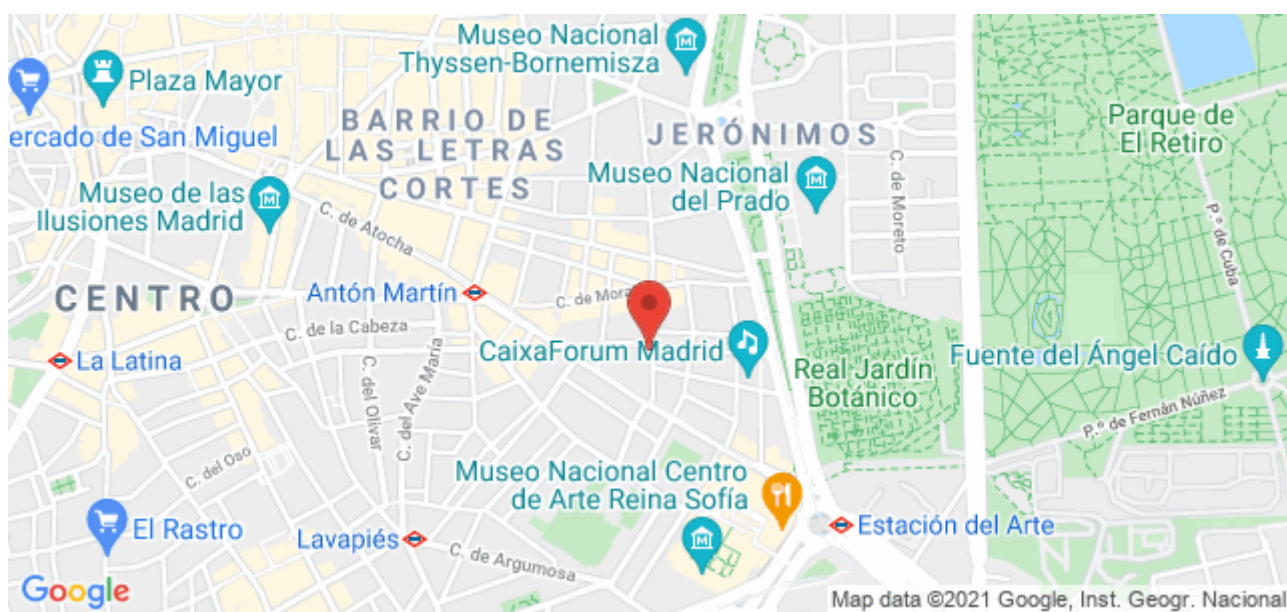 Museo Nacional
Thyssen-Bornemisza
Plaza Mayor
ercado de San Miguel
BARRIO DE
LAS LETRAS
CORTES
JERÓNIMOS
Parque de
El Retiro
Museo Nacional
del Prado
C. de Moreto
Museo de las
Ilusiones Madrid
C. de Atocha
P.º de Cuba
CENTRO
Antón Martín
C. de Mora
C. de la Cabeza
La Latina
CaixaForum Madrid
Real Jardín
Botánico
Fuente del Ángel Caído
C. del Olivar
C. del Ave María
P.º de Fernán Núñez
C. del Oso
Museo Nacional Centro
de Arte Reina Sofía
El Rastro
Lavapiés
Estación del Arte
C. de Argumosa
Google
Map data ©2021 Google, Inst. Geogr. Nacional